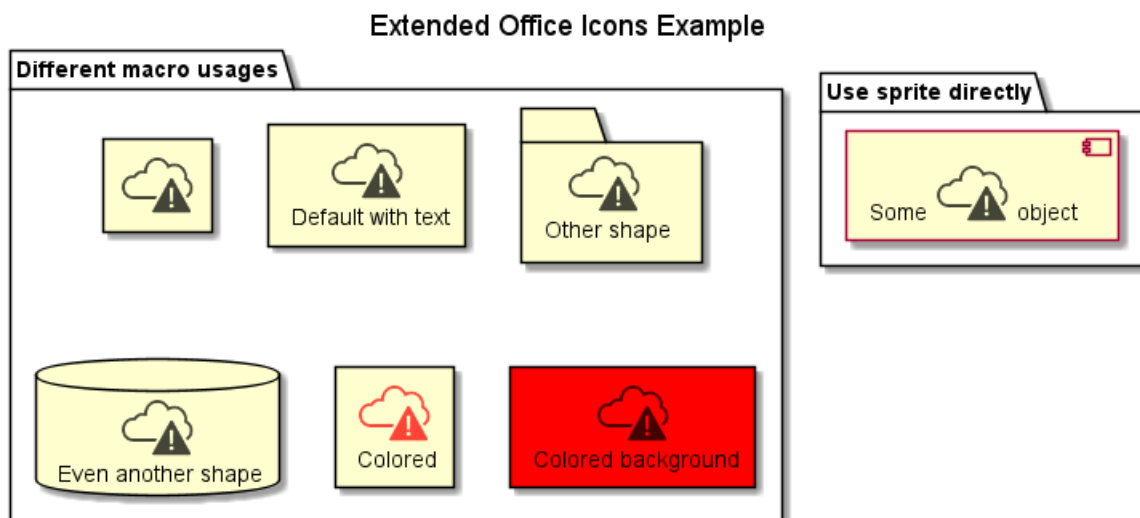 Extended Office Icons Example
Different macro usages
Use sprite directly
Default with text
Other shape
Some object
Even another shape
Colored
Colored background